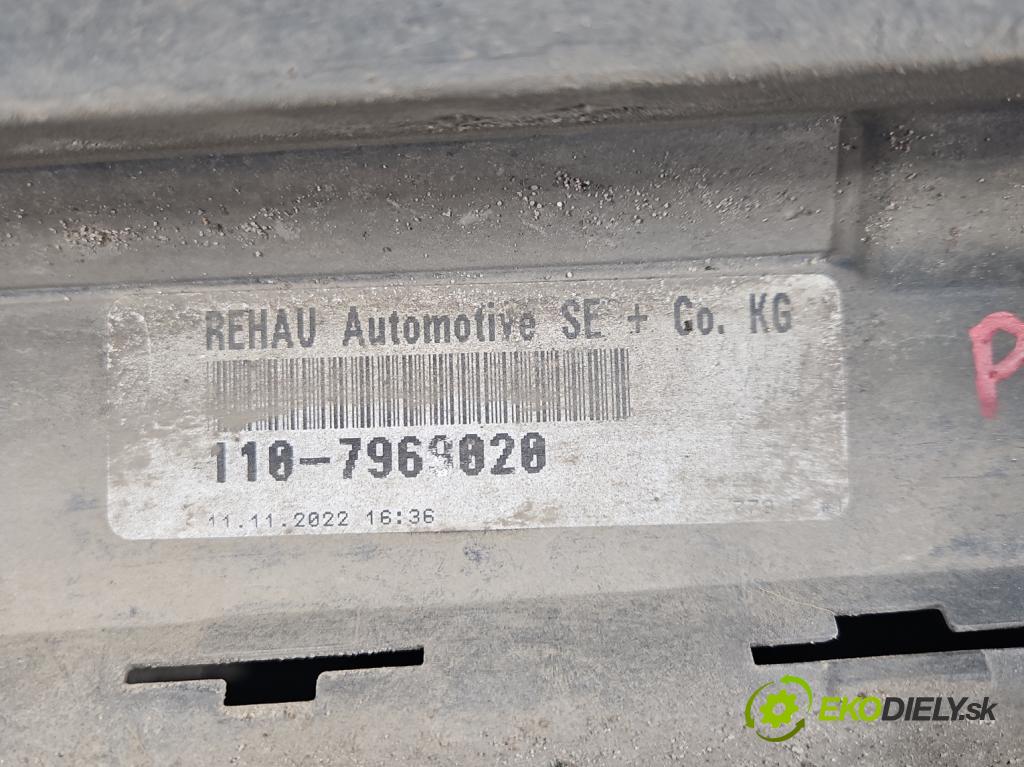 REHAU Automotive SE + Co. KG
11.11.2022 16:36
P
EKODIELY.sk